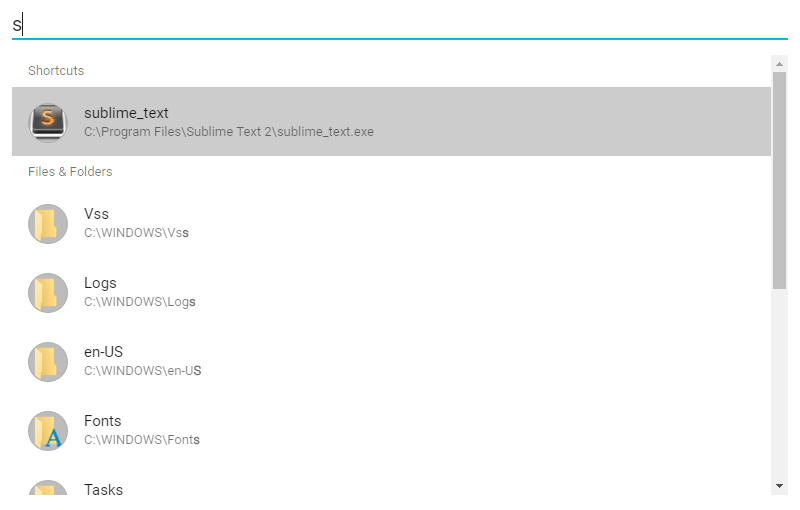 s
Shortcuts
sublime_text
C:\Program Files\Sublime Text 2\sublime_text.exe
Files & Folders
Vss
C:\WINDOWS\Vss
Logs
C:\WINDOWS\Logs
en-US
C:\WINDOWS\en-US
Fonts
C:\WINDOWS\Fonts
Tasks